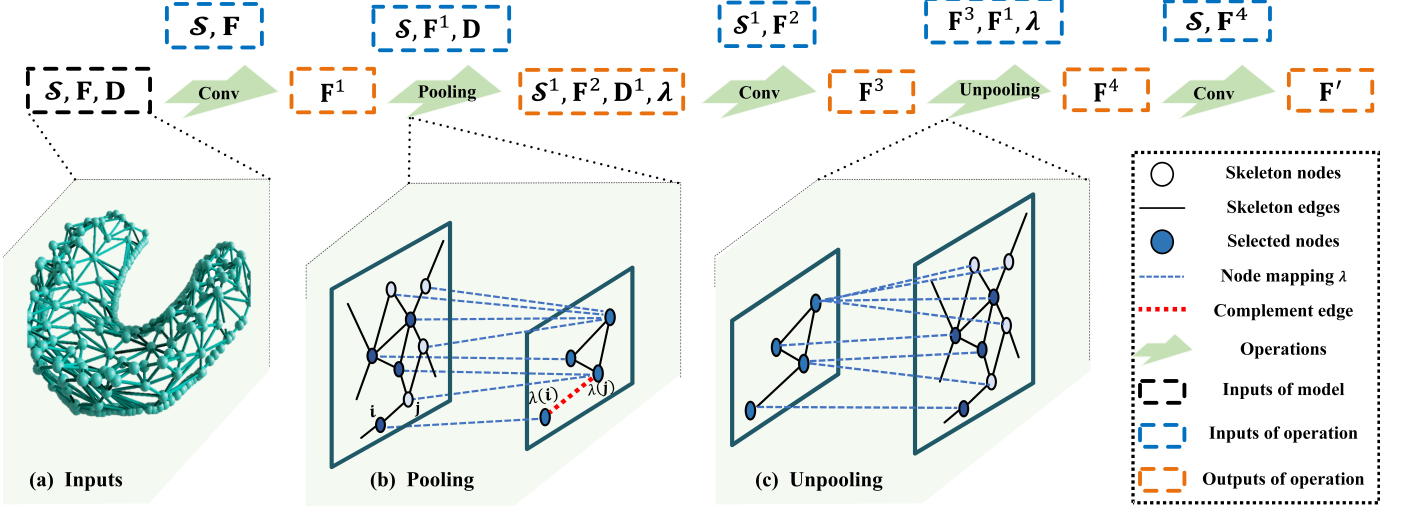 𝒮, F
𝒮, F¹, D
𝒮¹, F²
F³, F¹, λ
𝒮, F⁴
𝒮, F, D
Conv
F¹
Pooling
𝒮¹, F², D¹, λ
Conv
F³
Unpooling
F⁴
Conv
F′
Skeleton nodes
Skeleton edges
Selected nodes
Node mapping λ
Complement edge
Operations
Inputs of model
Inputs of operation
Outputs of operation
i
j
λ(i)
λ(j)
(a) Inputs
(b) Pooling
(c) Unpooling